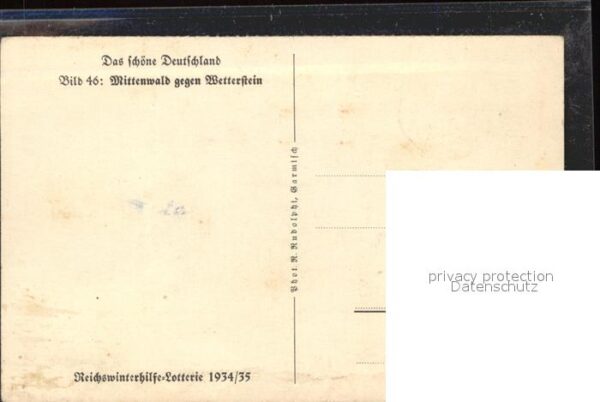 Das schöne Deutschland
Bild 46: Mittenwald gegen Wetterstein
Phot. R. Rudolphi, Garmisch
privacy protection
Datenschutz
Reichswinterhilfe-Lotterie 1934/35